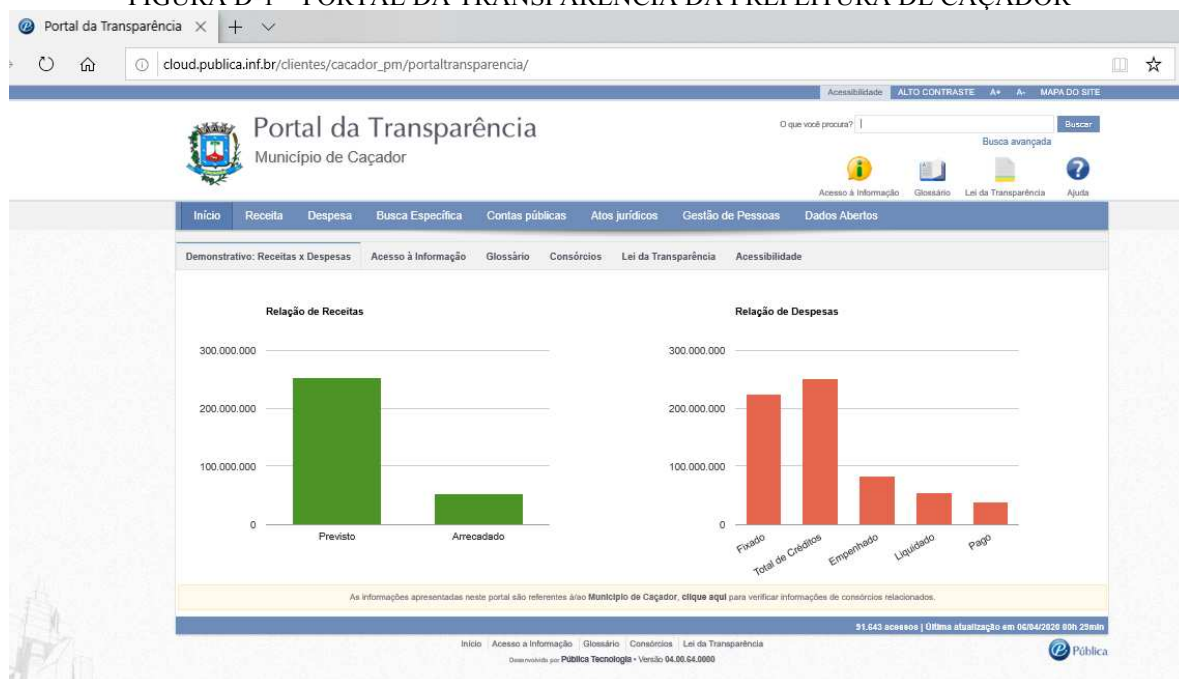 FIGURA D 4 – PORTAL DA TRANSPARÊNCIA DA PREFEITURA DE CAÇADOR
Portal da Transparência
cloud.publica.inf.br/clientes/cacador_pm/portaltransparencia/
Acessibilidade ALTO CONTRASTE A+ A- MAPA DO SITE
Portal da Transparência
Município de Caçador
O que você procura? Buscar
Busca avançada
Acesso à Informação Glossário Lei da Transparência Ajuda
Início Receita Despesa Busca Específica Contas públicas Atos jurídicos Gestão de Pessoas Dados Abertos
Demonstrativo: Receitas x Despesas Acesso à Informação Glossário Consórcios Lei da Transparência Acessibilidade
Relação de Receitas
300.000.000
200.000.000
100.000.000
0
Previsto Arrecadado
Relação de Despesas
300.000.000
200.000.000
100.000.000
0
Fixado Total de Créditos Empenhado Liquidado Pago
As informações apresentadas neste portal são referentes à/ao Município de Caçador, clique aqui para verificar informações de consórcios relacionados.
91.643 acessos | Última atualização em 06/04/2020 00h 25min
Início Acesso a Informação Glossário Consórcios Lei da Transparência
Desenvolvido por Pública Tecnologia - Versão 04.00.64.0000
Pública